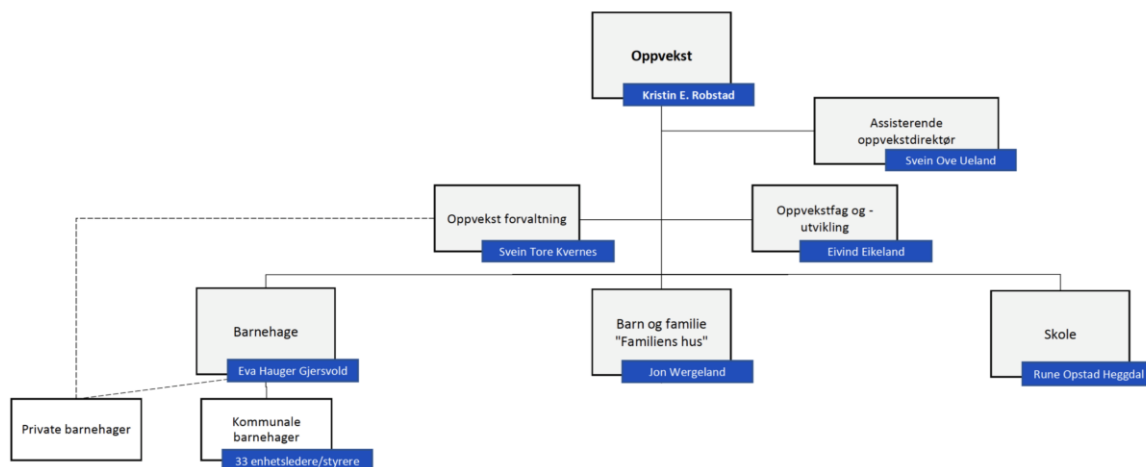 Oppvekst
Kristin E. Robstad
Assisterende
oppvekstdirektør
Svein Ove Ueland
Oppvekst forvaltning
Svein Tore Kvernes
Oppvekstfag og -
utvikling
Eivind Eikeland
Barnehage
Eva Hauger Gjersvold
Barn og familie
"Familiens hus"
Jon Wergeland
Skole
Rune Opstad Heggdal
Private barnehager
Kommunale
barnehager
33 enhetsledere/styrere